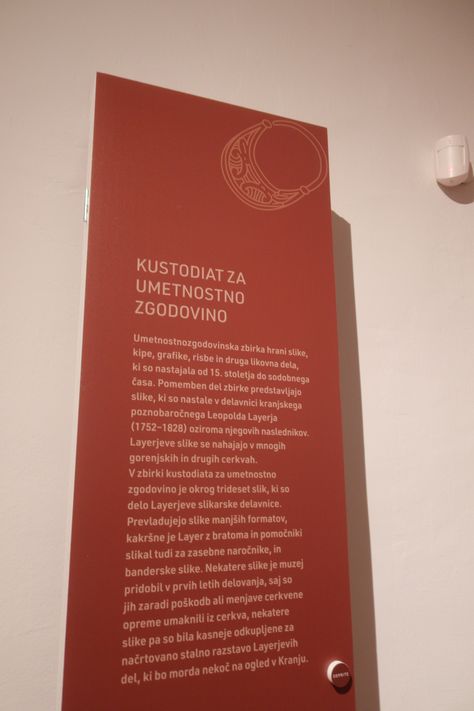 KUSTODIAT ZA
UMETNOSTNO
ZGODOVINO
Umetnostnozgodovinska zbirka hrani slike,
kipe, grafike, risbe in druga likovna dela,
ki so nastajala od 15. stoletja do sodobnega
časa. Pomemben del zbirke predstavljajo
slike, ki so nastale v delavnici kranjskega
poznobaročnega Leopolda Layerja
(1752–1828) oziroma njegovih naslednikov.
Layerjeve slike se nahajajo v mnogih
gorenjskih in drugih cerkvah.
V zbirki kustodiata za umetnostno
zgodovino je okrog trideset slik, ki so
delo Layerjeve slikarske delavnice.
Prevladujejo slike manjših formatov,
kakršne je Layer z bratoma in pomočniki
slikal tudi za zasebne naročnike, in
banderske slike. Nekatere slike je muzej
pridobil v prvih letih delovanja, saj so
jih zaradi poškodb ali menjave cerkvene
opreme umaknili iz cerkva, nekatere
slike pa so bila kasneje odkupljene za
načrtovano stalno razstavo Layerjevih
del, ki bo morda nekoč na ogled v Kranju.
ODPRITE